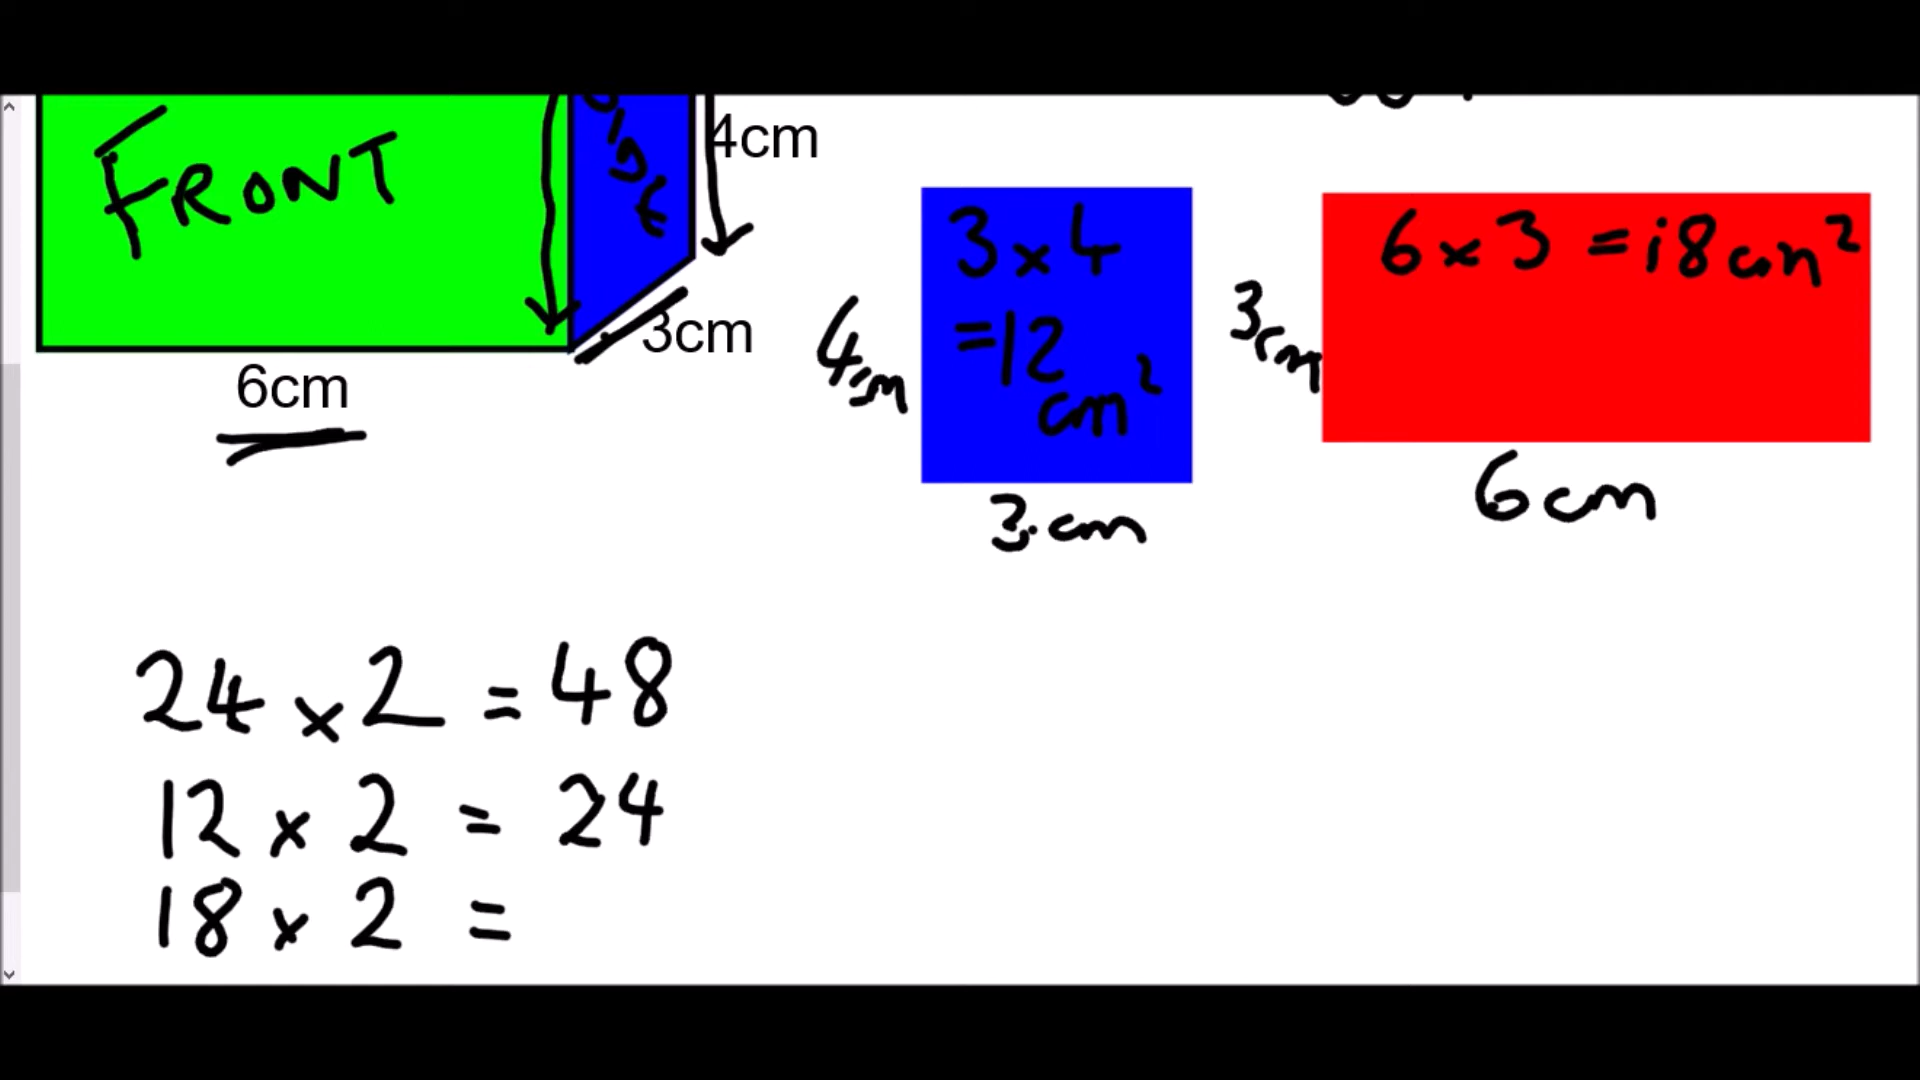 FRONT
SIDE
4cm
3cm
6cm
3 x 4
= 12
cm²
4cm
3cm
6 x 3 = 18cm²
3cm
6cm
24 x 2 = 48
12 x 2 = 24
18 x 2 =